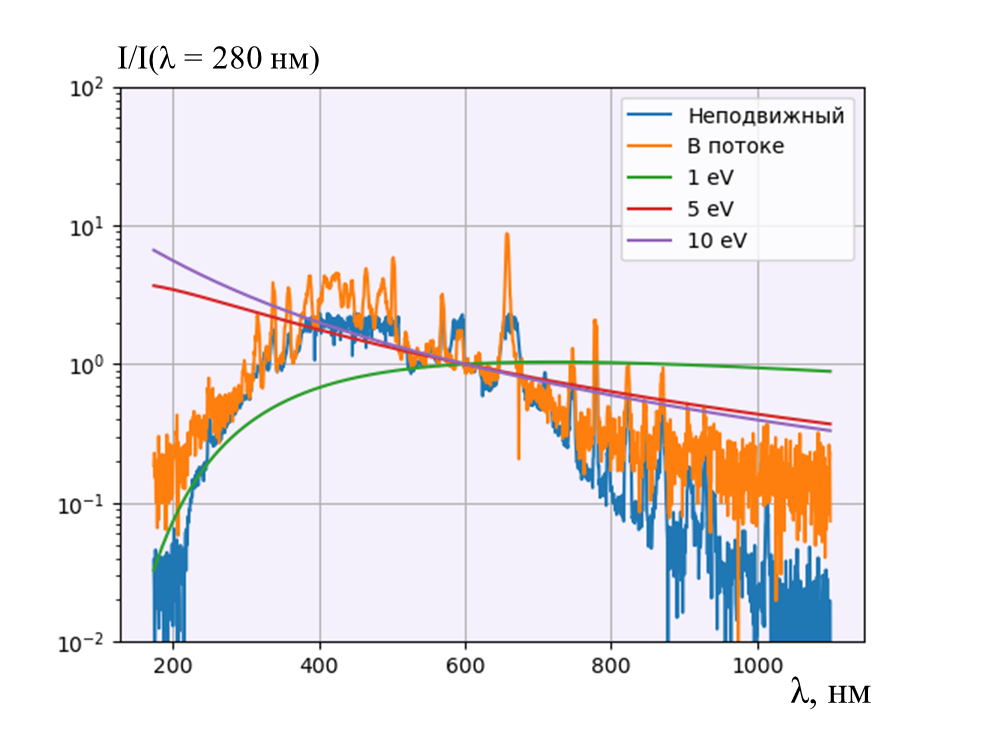 I/I(λ = 280 нм)
10²
10¹
10⁰
10⁻¹
10⁻²
Неподвижный
В потоке
1 eV
5 eV
10 eV
200 400 600 800 1000
λ, нм